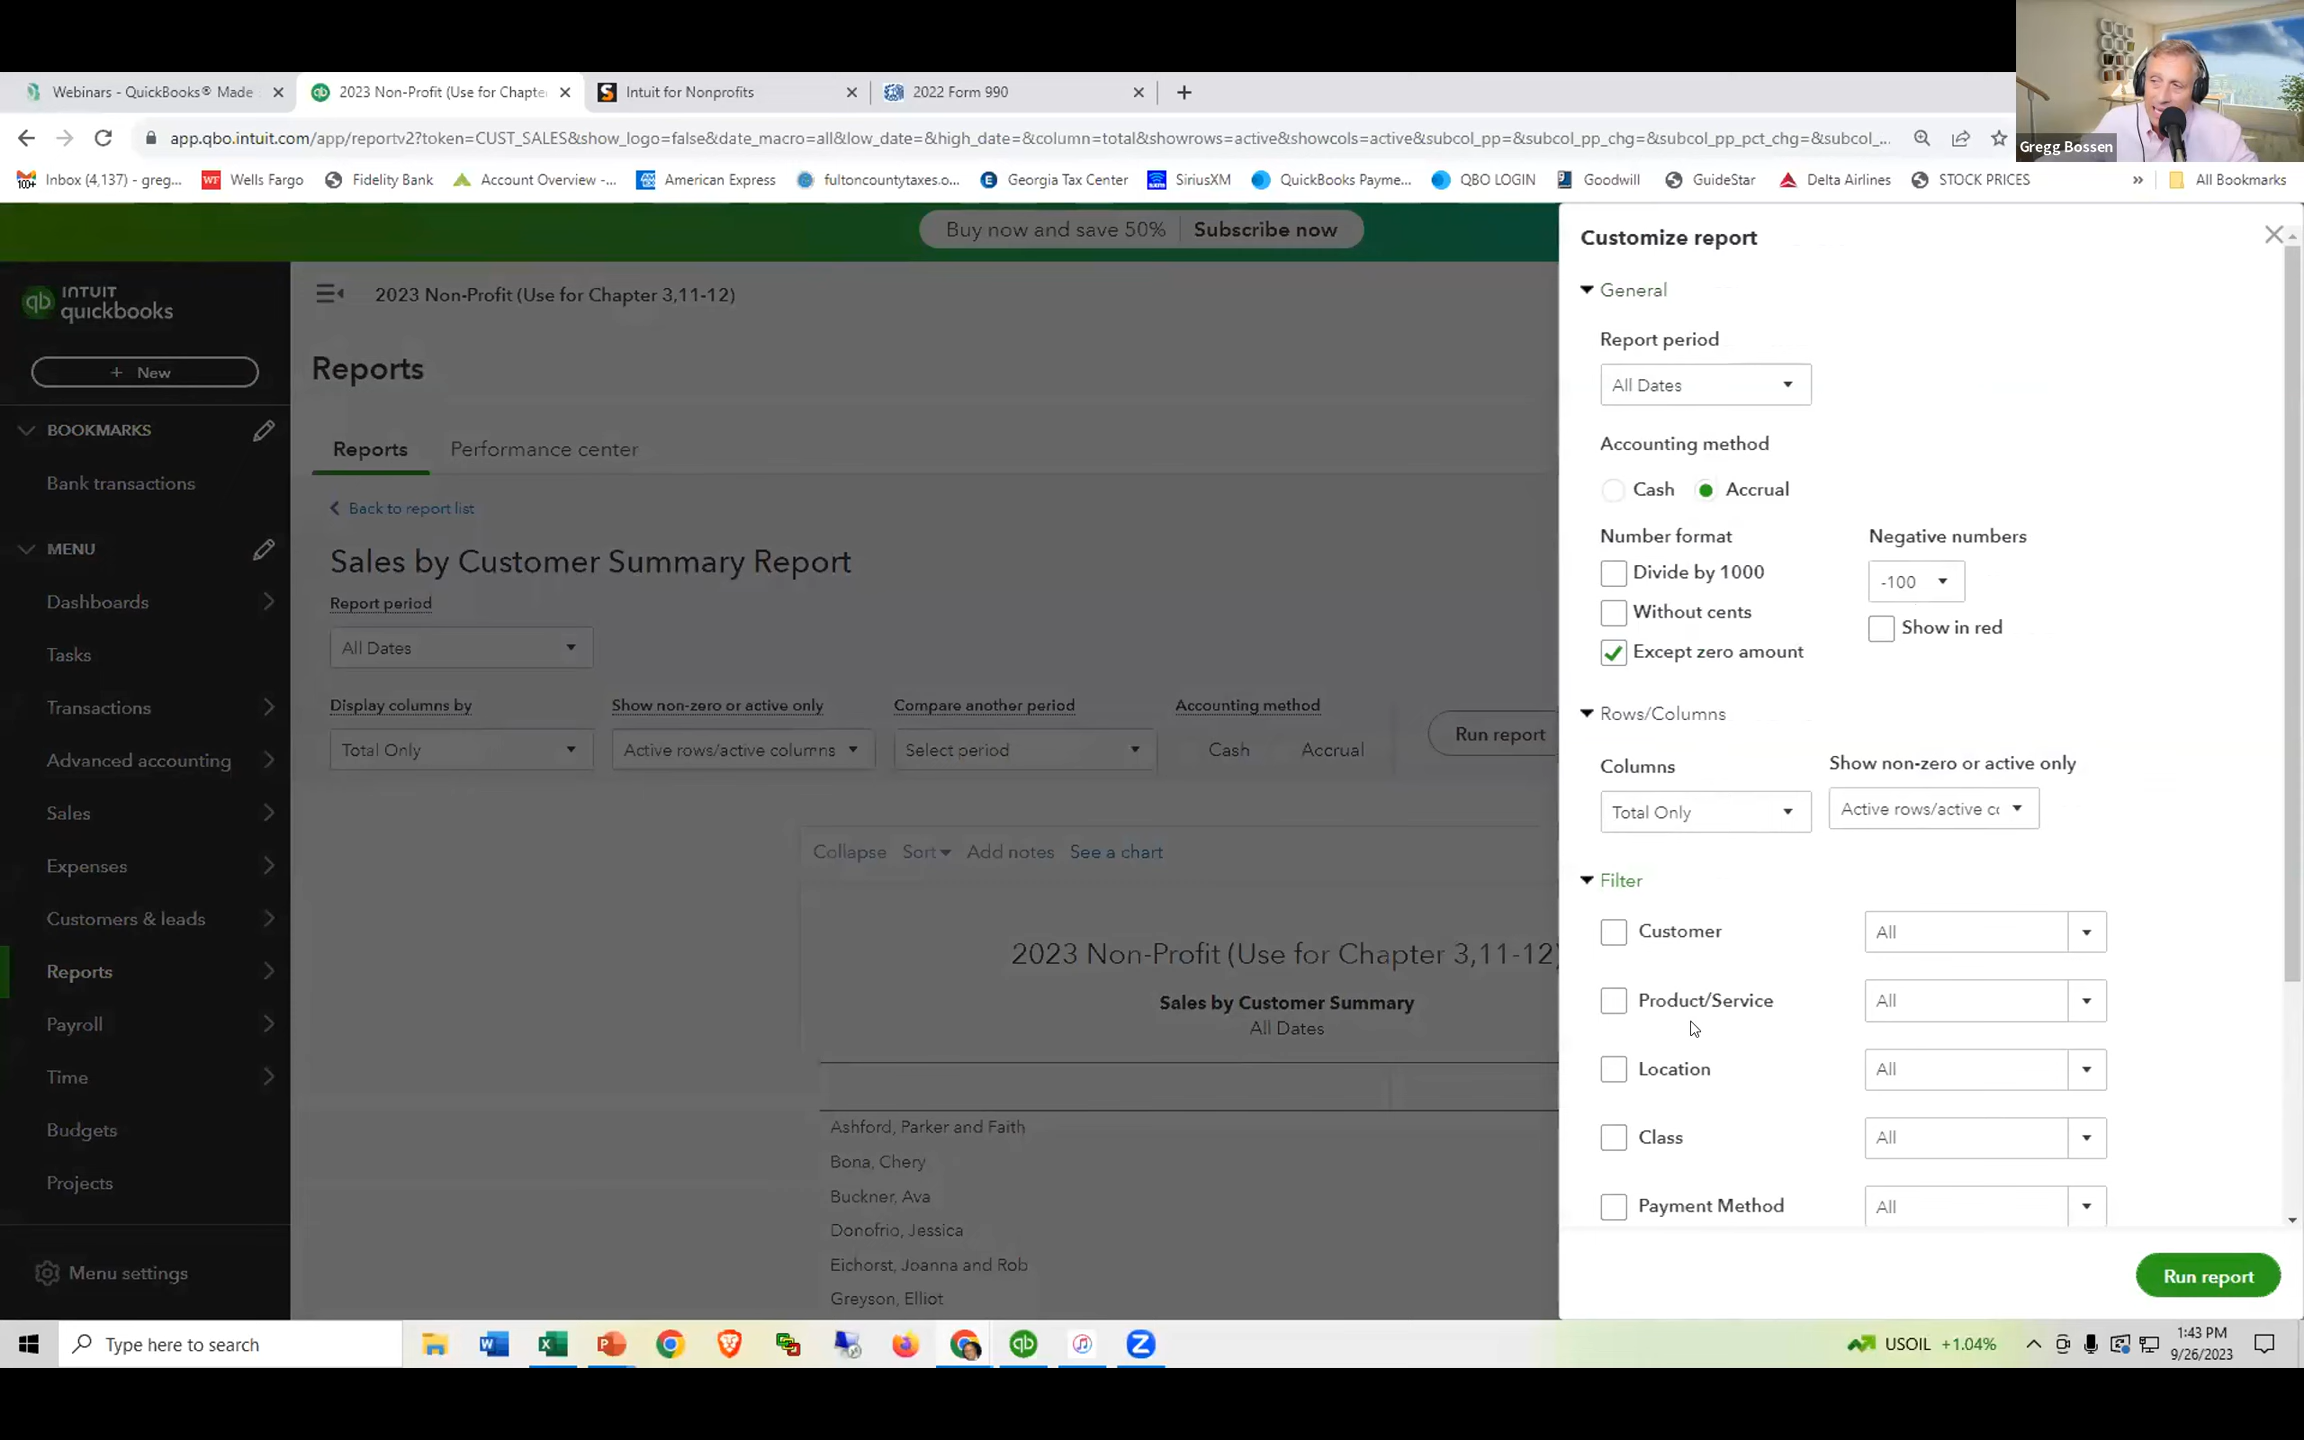 Webinars - QuickBooks® Made
2023 Non-Profit (Use for Chapte
Intuit for Nonprofits
2022 Form 990
app.qbo.intuit.com/app/reportv2?token=CUST_SALES&show_logo=false&date_macro=all&low_date=&high_date=&column=total&showrows=active&showcols=active&subcol_pp=&subcol_pp_chg=&subcol_pp_pct_chg=&subcol_...
Gregg Bossen
Inbox (4,137) - greg...
Wells Fargo
Fidelity Bank
Account Overview -...
American Express
fultoncountytaxes.o...
Georgia Tax Center
SiriusXM
QuickBooks Payme...
QBO LOGIN
Goodwill
GuideStar
Delta Airlines
STOCK PRICES
»
All Bookmarks
Buy now and save 50% Subscribe now
qb INTUIT
quickbooks
+ New
BOOKMARKS
Bank transactions
MENU
Dashboards
Tasks
Transactions
Advanced accounting
Sales
Expenses
Customers & leads
Reports
Payroll
Time
Budgets
Projects
Menu settings
2023 Non-Profit (Use for Chapter 3,11-12)
Reports
Reports Performance center
Back to report list
Sales by Customer Summary Report
Report period
All Dates
Display columns by Show non-zero or active only Compare another period Accounting method
Total Only Active rows/active columns Select period Cash Accrual Run report
Collapse Sort Add notes See a chart
2023 Non-Profit (Use for Chapter 3,11-12)
Sales by Customer Summary
All Dates
Ashford, Parker and Faith
Bona, Chery
Buckner, Ava
Donofrio, Jessica
Eichorst, Joanna and Rob
Greyson, Elliot
Customize report
General
Report period
All Dates
Accounting method
Cash Accrual
Number format Negative numbers
Divide by 1000 -100
Without cents Show in red
Except zero amount
Rows/Columns
Columns Show non-zero or active only
Total Only Active rows/active cc
Filter
Customer All
Product/Service All
Location All
Class All
Payment Method All
Run report
Type here to search
USOIL +1.04%
1:43 PM
9/26/2023